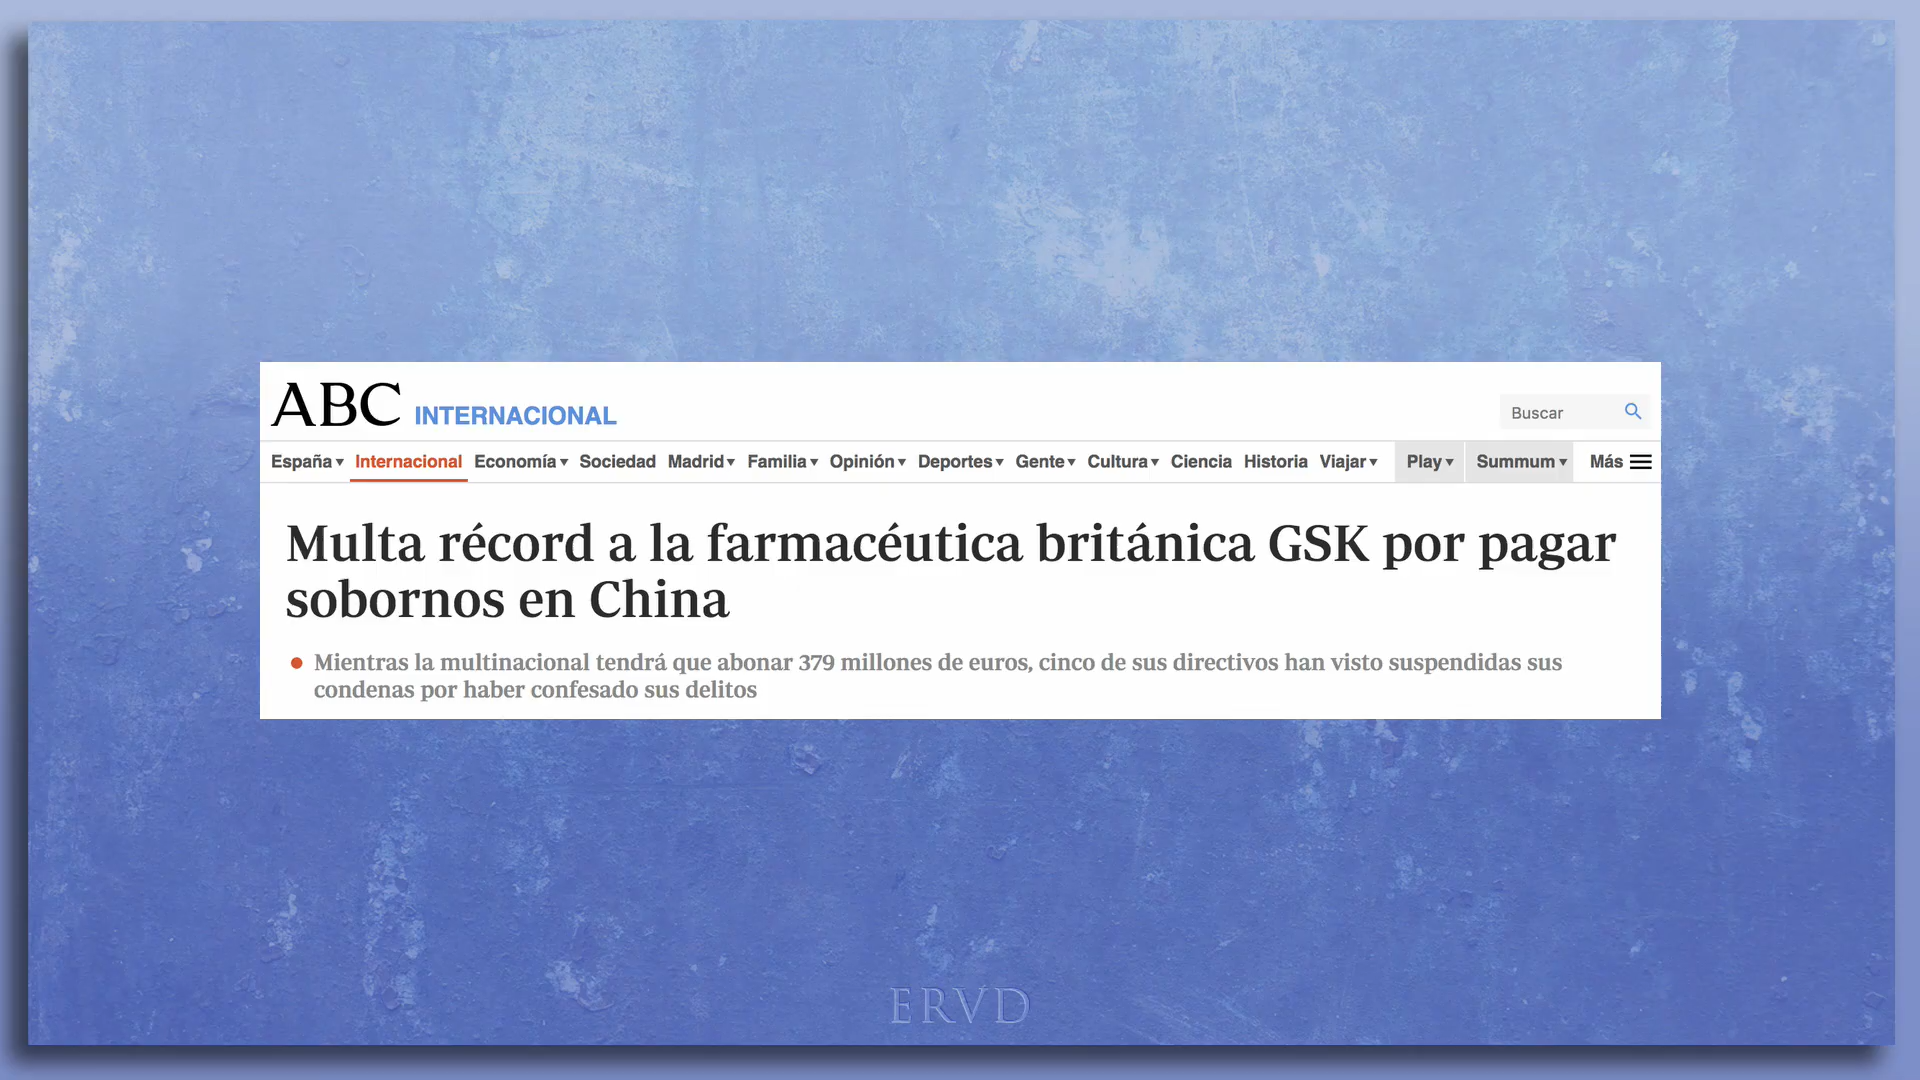 ABC INTERNACIONAL
Buscar
España Internacional Economía Sociedad Madrid Familia Opinión Deportes Gente Cultura Ciencia Historia Viajar Play Summum Más
Multa récord a la farmacéutica británica GSK por pagar
sobornos en China
Mientras la multinacional tendrá que abonar 379 millones de euros, cinco de sus directivos han visto suspendidas sus
condenas por haber confesado sus delitos
ERVD